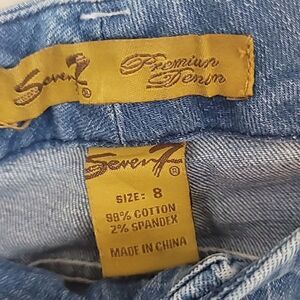 Seven7®
Premium
Denim
Seven7®
SIZE: 8
98% COTTON
2% SPANDEX
MADE IN CHINA